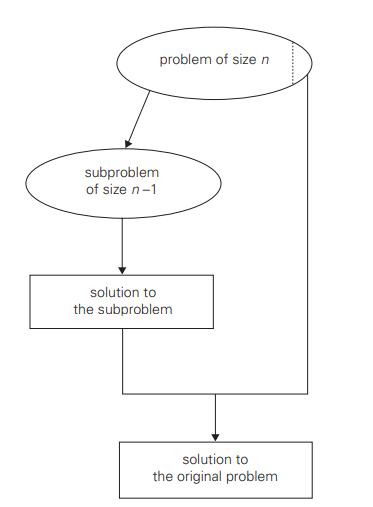 problem of size n
subproblem
of size n–1
solution to
the subproblem
solution to
the original problem